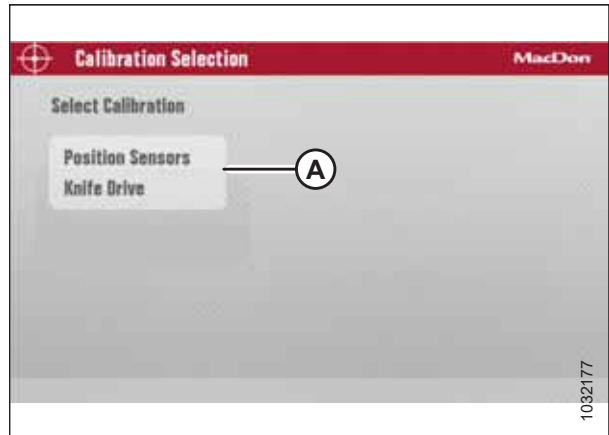 Calibration Selection MacDon
Select Calibration
Position Sensors
A
Knife Drive
1032177